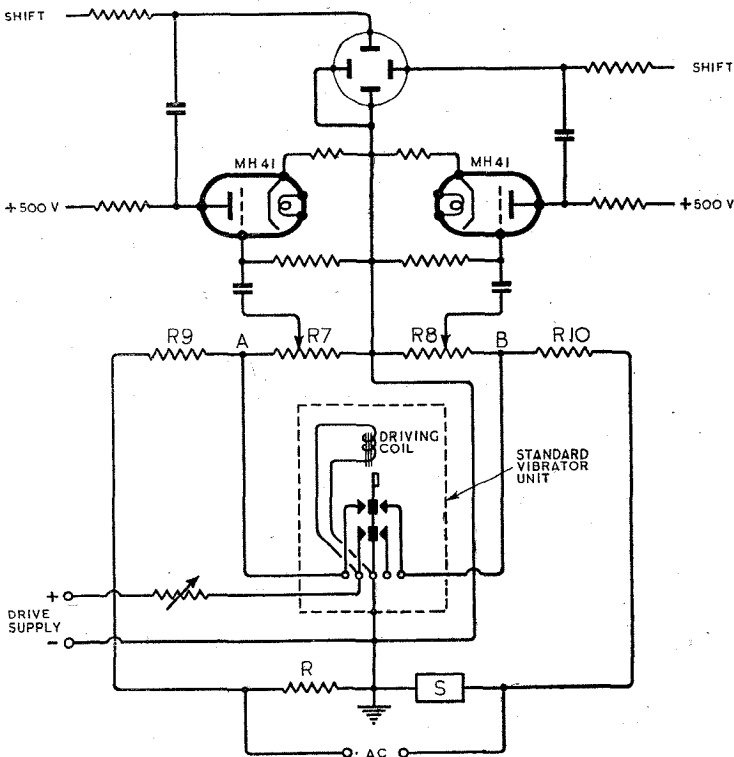 SHIFT
SHIFT
MH41
MH41
+500 V
+500 V
R9
A
R7
R8
B
R10
DRIVING
COIL
STANDARD
VIBRATOR
UNIT
+
DRIVE
SUPPLY
-
R
S
AC